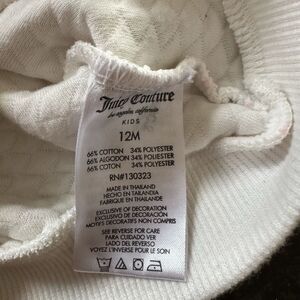 Juicy Couture
los angeles, california
KIDS
12M
66% COTTON 34% POLYESTER
66% ALGODON 34% POLIESTER
66% COTON 34% POLYESTER
RN#130323
MADE IN THAILAND
HECHO EN TAILANDIA
FABRIQUE EN THAILANDE
EXCLUSIVE OF DECORATION
EXCLUSIVO DE DECORACIÓN
MOTIFS DECORATIFS NON COMPRIS
SEE REVERSE FOR CARE
PARA CUIDADO VER
LADO DEL REVERSO
VOYEZ L'INVERSE POUR LE SOIN